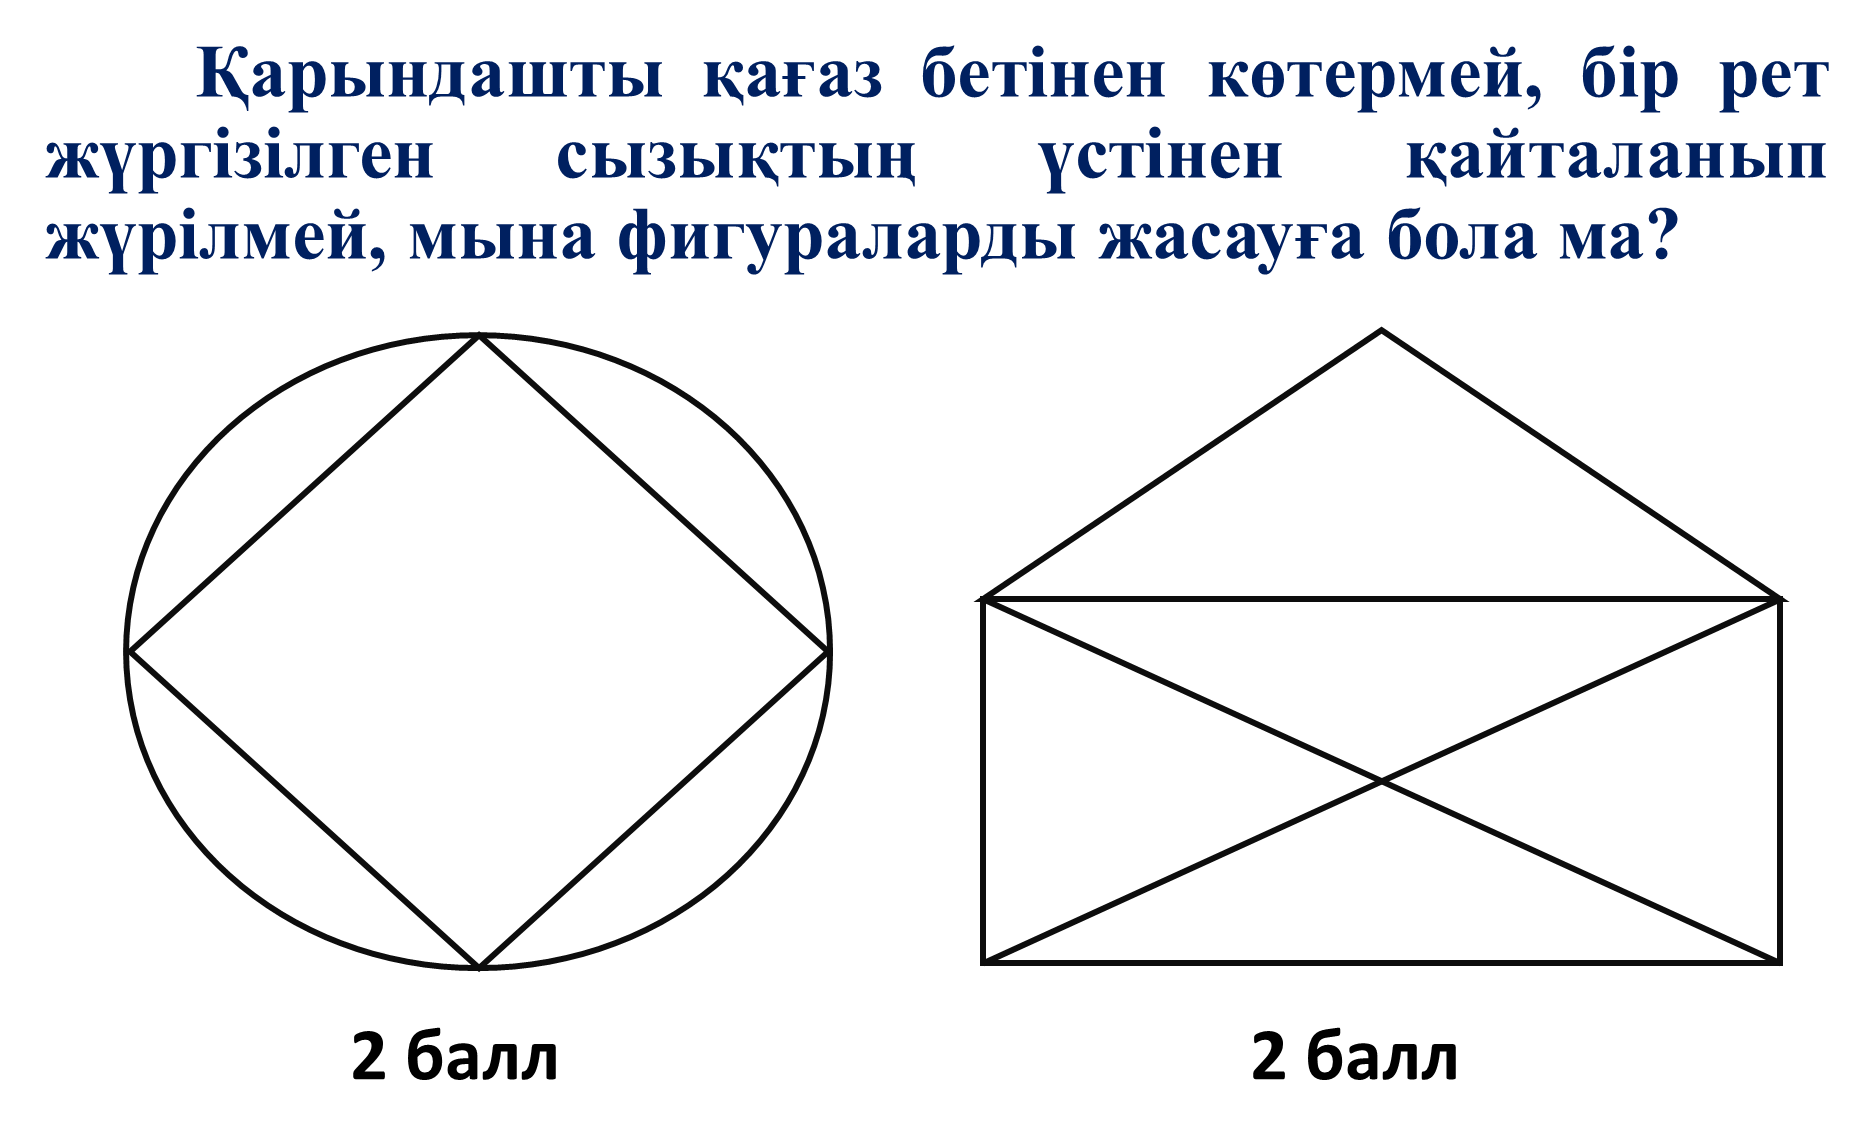 Қарындашты қағаз бетінен көтермей, бір рет
жүргізілген сызықтың үстінен қайталанып
жүрілмей, мына фигураларды жасауға бола ма?
2 балл
2 балл